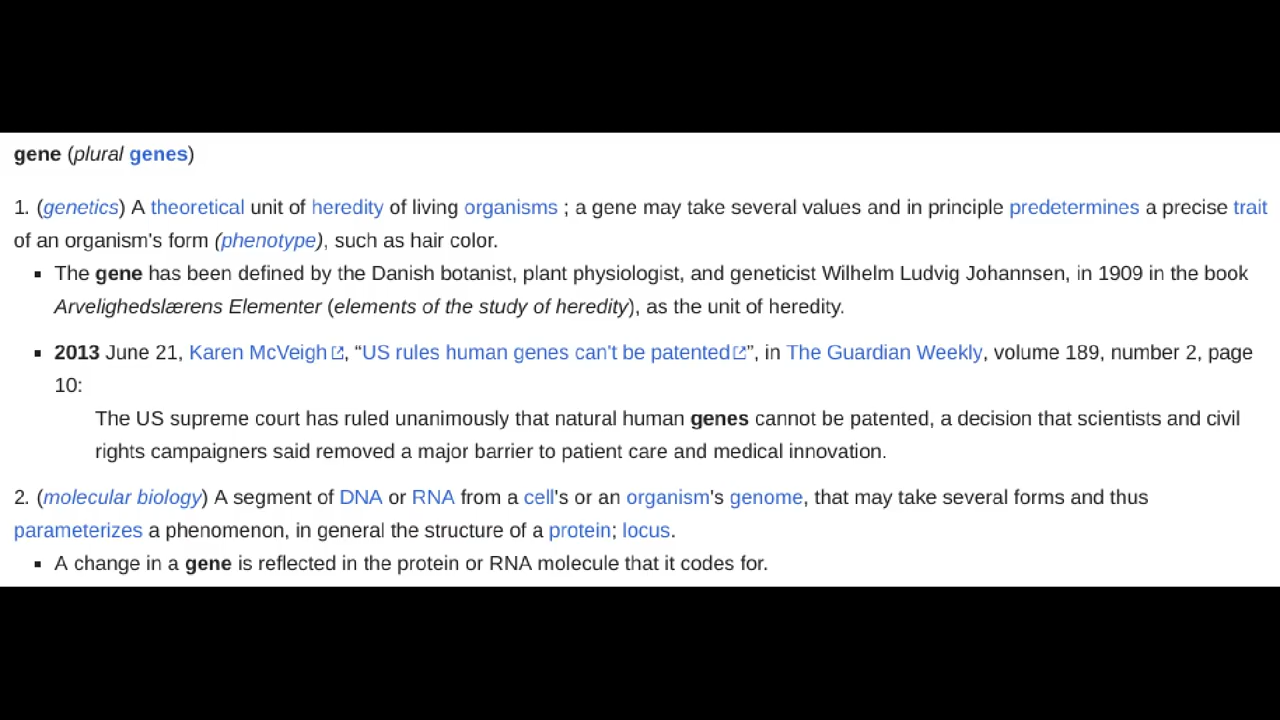 gene (plural genes)
1. (genetics) A theoretical unit of heredity of living organisms ; a gene may take several values and in principle predetermines a precise trait
of an organism's form (phenotype), such as hair color.
▪ The gene has been defined by the Danish botanist, plant physiologist, and geneticist Wilhelm Ludvig Johannsen, in 1909 in the book
Arvelighedslærens Elementer (elements of the study of heredity), as the unit of heredity.
▪ 2013 June 21, Karen McVeigh, “US rules human genes can't be patented”, in The Guardian Weekly, volume 189, number 2, page
10:
The US supreme court has ruled unanimously that natural human genes cannot be patented, a decision that scientists and civil
rights campaigners said removed a major barrier to patient care and medical innovation.
2. (molecular biology) A segment of DNA or RNA from a cell's or an organism's genome, that may take several forms and thus
parameterizes a phenomenon, in general the structure of a protein; locus.
▪ A change in a gene is reflected in the protein or RNA molecule that it codes for.